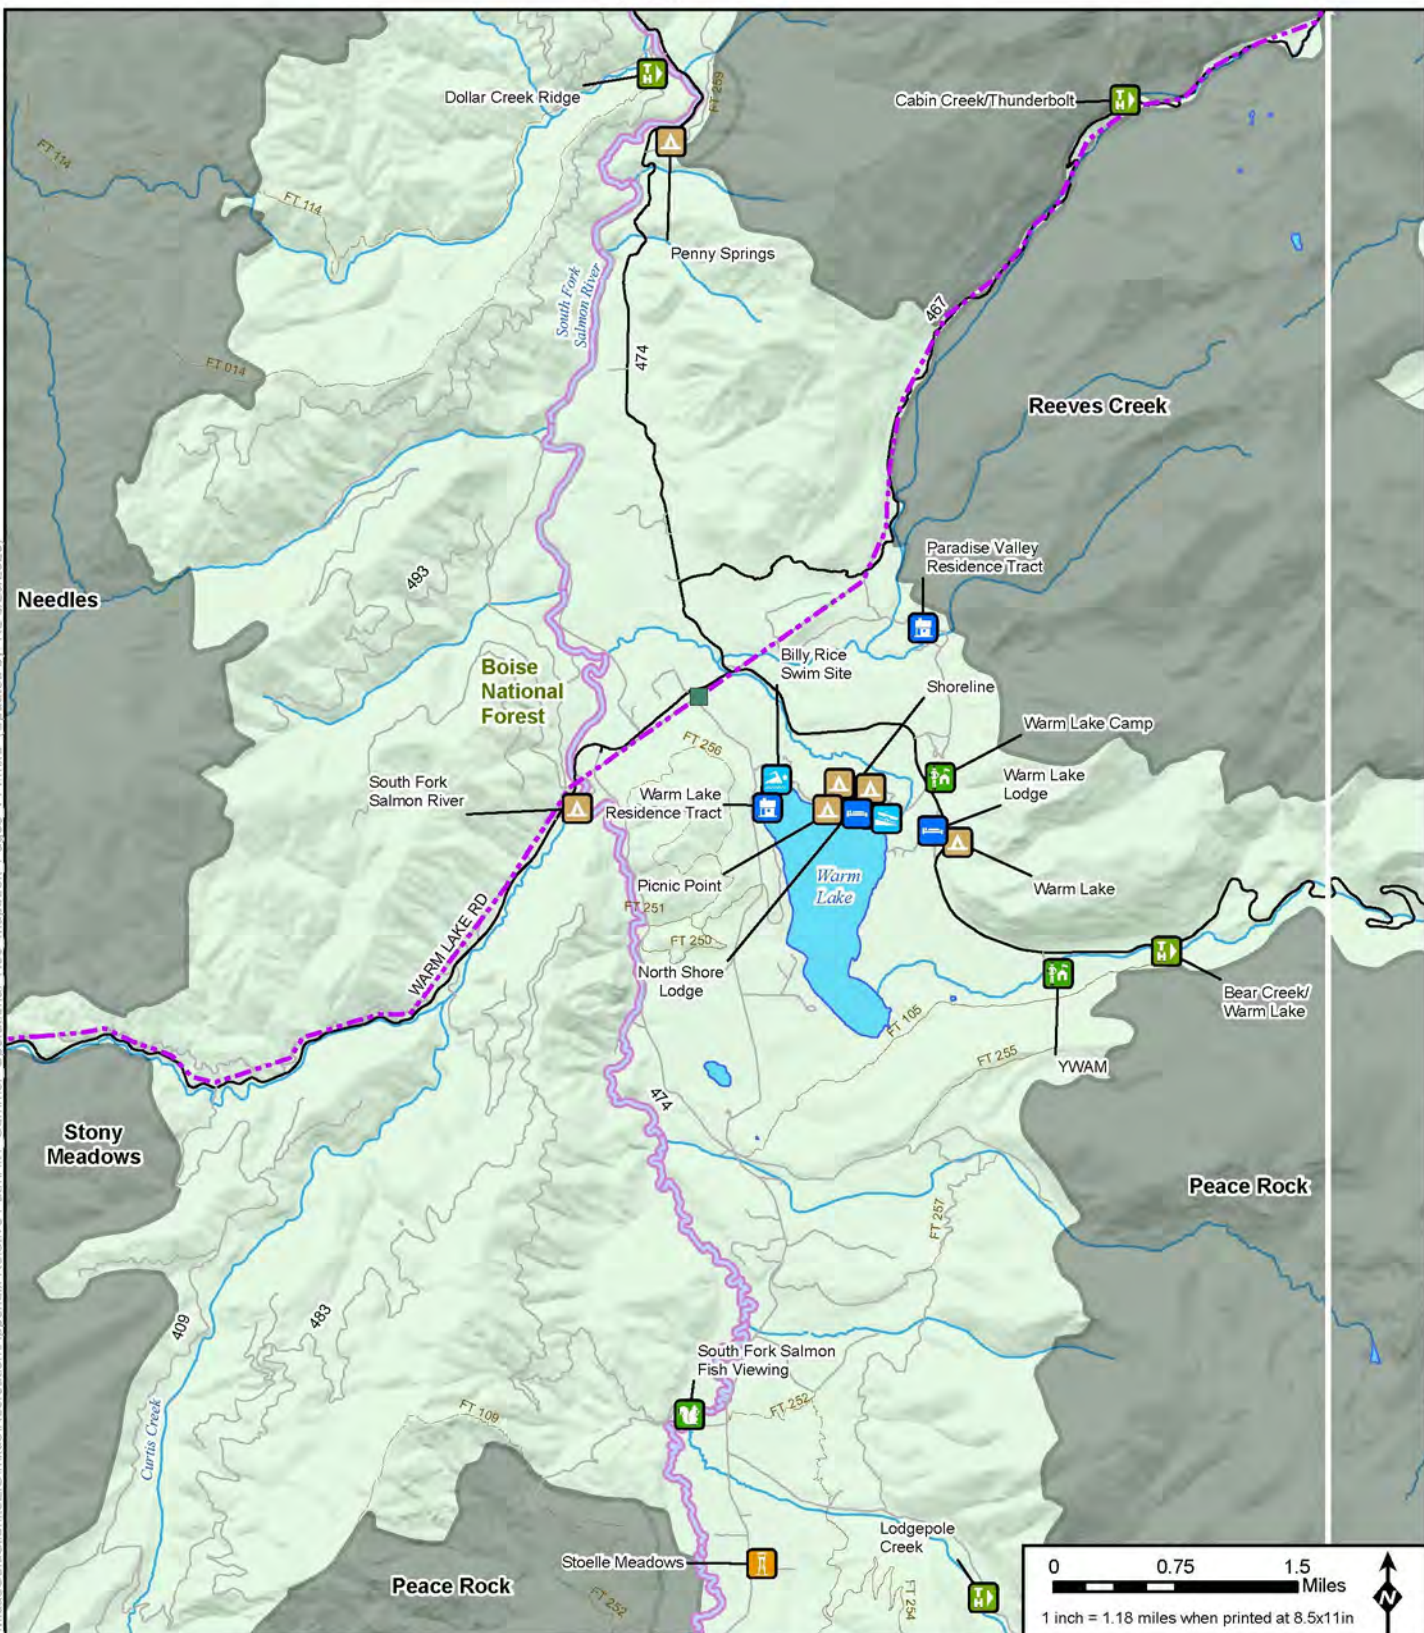 Dollar Creek Ridge
FT 259
Cabin Creek/Thunderbolt
FT 114
FT 114
Penny Springs
South Fork
Salmon River
467
474
FT 014
Reeves Creek
Paradise Valley
Residence Tract
493
Needles
Billy Rice
Swim Site
Boise
National
Forest
Shoreline
Warm Lake Camp
FT 256
South Fork
Salmon River
Warm Lake
Residence Tract
Warm Lake
Lodge
Picnic Point
Warm
Lake
Warm Lake
FT 251
WARM LAKE RD
FT 250
North Shore
Lodge
Bear Creek/
Warm Lake
FT 105
FT 255
YWAM
474
Stony
Meadows
Peace Rock
FT 257
409
483
South Fork Salmon
Fish Viewing
FT 252
FT 109
Curtis Creek
Lodgepole
Creek
Stoelle Meadows
Peace Rock
FT 252
FT 254
TH
TH
TH
TH
0 0.75 1.5
Miles
1 inch = 1.18 miles when printed at 8.5x11in
N